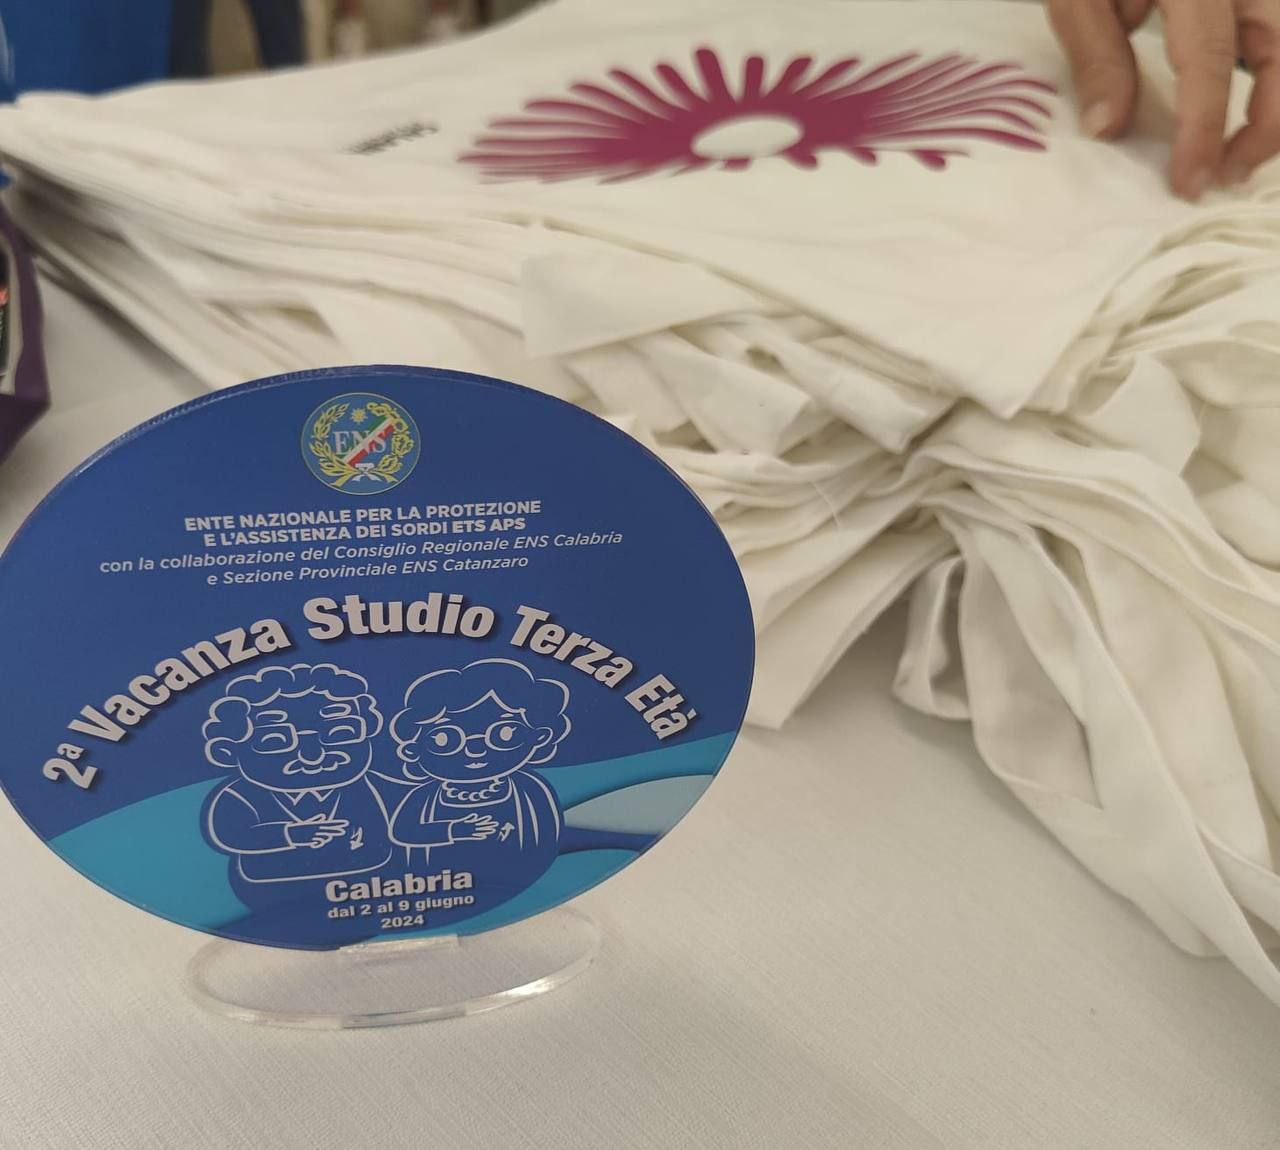 ENS
ENTE NAZIONALE PER LA PROTEZIONE
E L'ASSISTENZA DEI SORDI ETS APS
con la collaborazione del Consiglio Regionale ENS Calabria
e Sezione Provinciale ENS Catanzaro
2ª Vacanza Studio Terza Età
Calabria
dal 2 al 9 giugno
2024